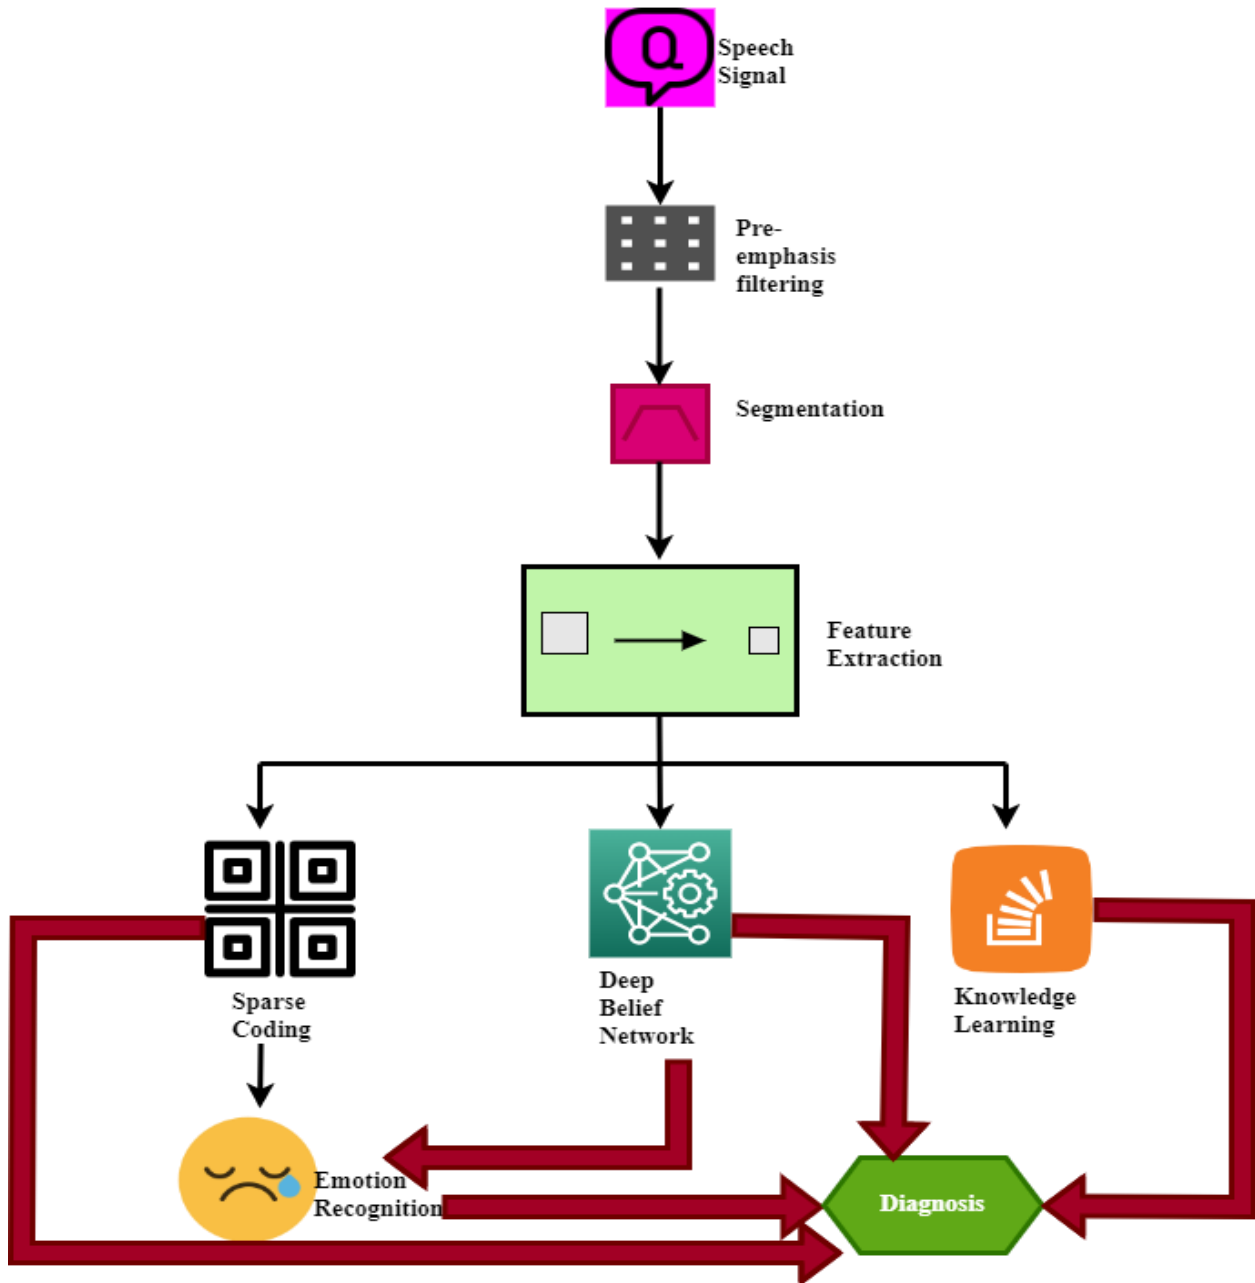 Q
Speech
Signal
Pre-
emphasis
filtering
Segmentation
Feature
Extraction
Sparse
Coding
Deep
Belief
Network
Knowledge
Learning
Emotion
Recognition
Diagnosis